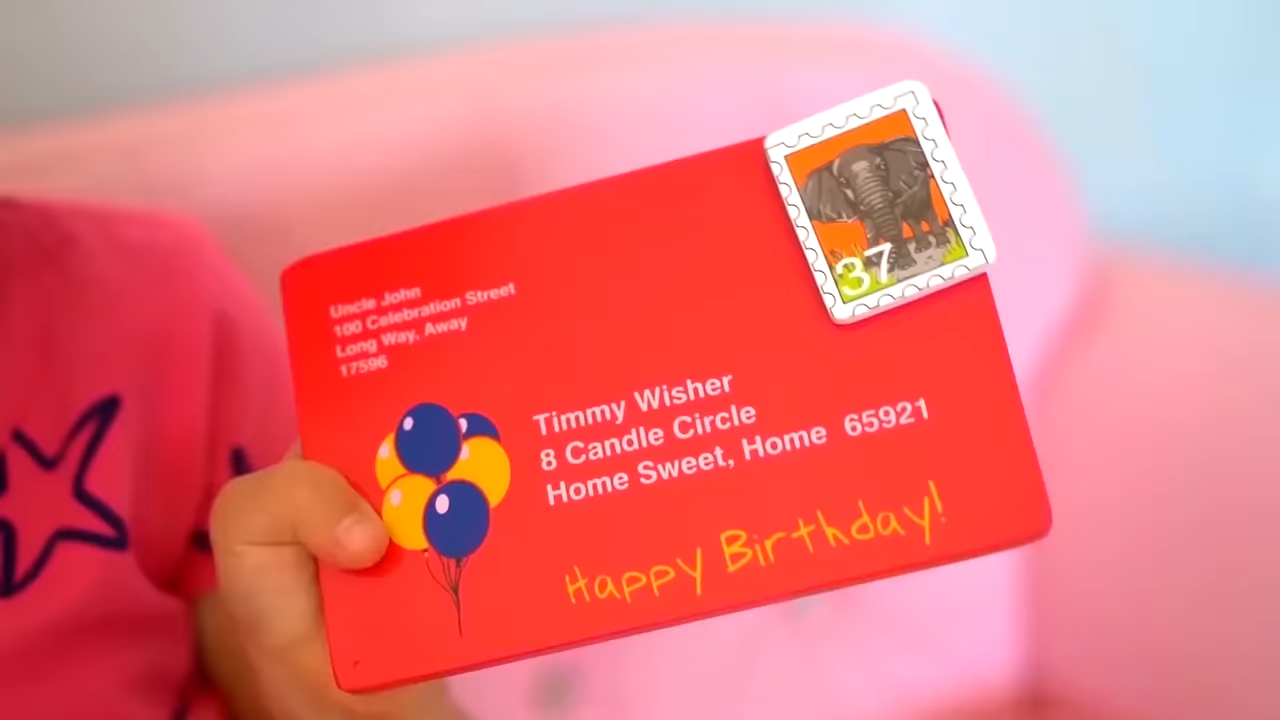 Uncle John
100 Celebration Street
Long Way, Away
17596
37
Timmy Wisher
8 Candle Circle
Home Sweet, Home 65921
Happy Birthday!